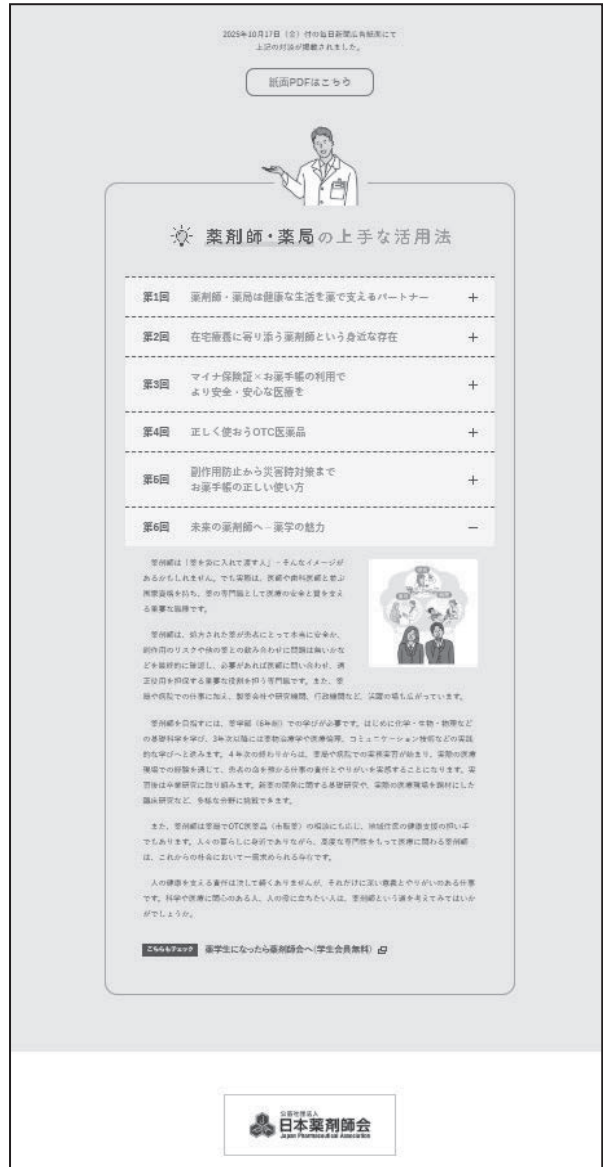 2025年10月17日（金）付の毎日新聞広告紙面にて
上記の対談が掲載されました。
紙面PDFはこちら
薬剤師・薬局の上手な活用法
第1回 薬剤師・薬局は健康な生活を薬で支えるパートナー ＋
第2回 在宅療養に寄り添う薬剤師という身近な存在 ＋
第3回 マイナ保険証×お薬手帳の利用で
より安全・安心な医療を ＋
第4回 正しく使おうOTC医薬品 ＋
第5回 副作用防止から災害時対策まで
お薬手帳の正しい使い方 ＋
第6回 未来の薬剤師へ – 薬学の魅力 −
薬剤師は「薬を袋に入れて渡す人」- そんなイメージが
あるかもしれません。でも実際は、医師や歯科医師と並ぶ
医療資格を持ち、薬の専門職として医療の安全と質を支え
る重要な職種です。
薬剤師は、処方された薬が患者にとって本当に安全か、
副作用のリスクや他の薬との飲み合わせに問題は無いかな
どを最終的に確認し、必要があれば医師に問い合わせ、適
正使用を担保する重要な役割を担う専門職です。また、薬
局や病院での仕事に加え、製薬会社や研究機関、行政機関など、活躍の場も広がっています。
薬剤師を目指すには、薬学部（6年制）での学びが必要です。はじめに化学・生物・物理など
の基礎科学を学び、3年次以降には薬物治療学や医療倫理、コミュニケーション技術などの実践
的な学びへと進みます。4年次の終わりからは、薬局や病院での実務実習が始まり、実際の医療
現場での経験を通じて、患者の命を預かる仕事の責任とやりがいを実感することになります。実
習後は卒業研究に取り組みます。新薬の開発に関する基礎研究や、実際の医療現場を題材にした
臨床研究など、多様な分野に挑戦できます。
また、薬剤師は薬局でOTC医薬品（市販薬）の相談にも応じ、地域住民の健康支援の担い手
でもあります。人々の暮らしに身近でありながら、高度な専門性をもって医療に関わる薬剤師
は、これからの社会において一層求められる存在です。
人の健康を支える責任は決して軽くありませんが、それだけに深い意義とやりがいのある仕事
です。科学や医療に関心のある人、人の役に立ちたい人は、薬剤師という道を考えてみてはいか
がでしょうか。
こちらもチェック 薬学生になったら薬剤師会へ(学生会員無料)
公益社団法人
日本薬剤師会
Japan Pharmaceutical Association